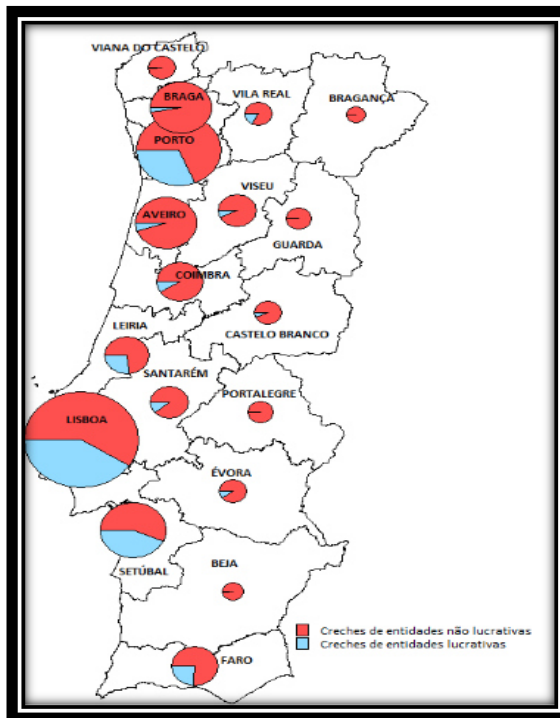 VIANA DO CASTELO
BRAGA
VILA REAL
BRAGANÇA
PORTO
VISEU
AVEIRO
GUARDA
COIMBRA
LEIRIA
CASTELO BRANCO
SANTARÉM
PORTALEGRE
LISBOA
ÉVORA
SETÚBAL
BEJA
Creches de entidades não lucrativas
Creches de entidades lucrativas
FARO